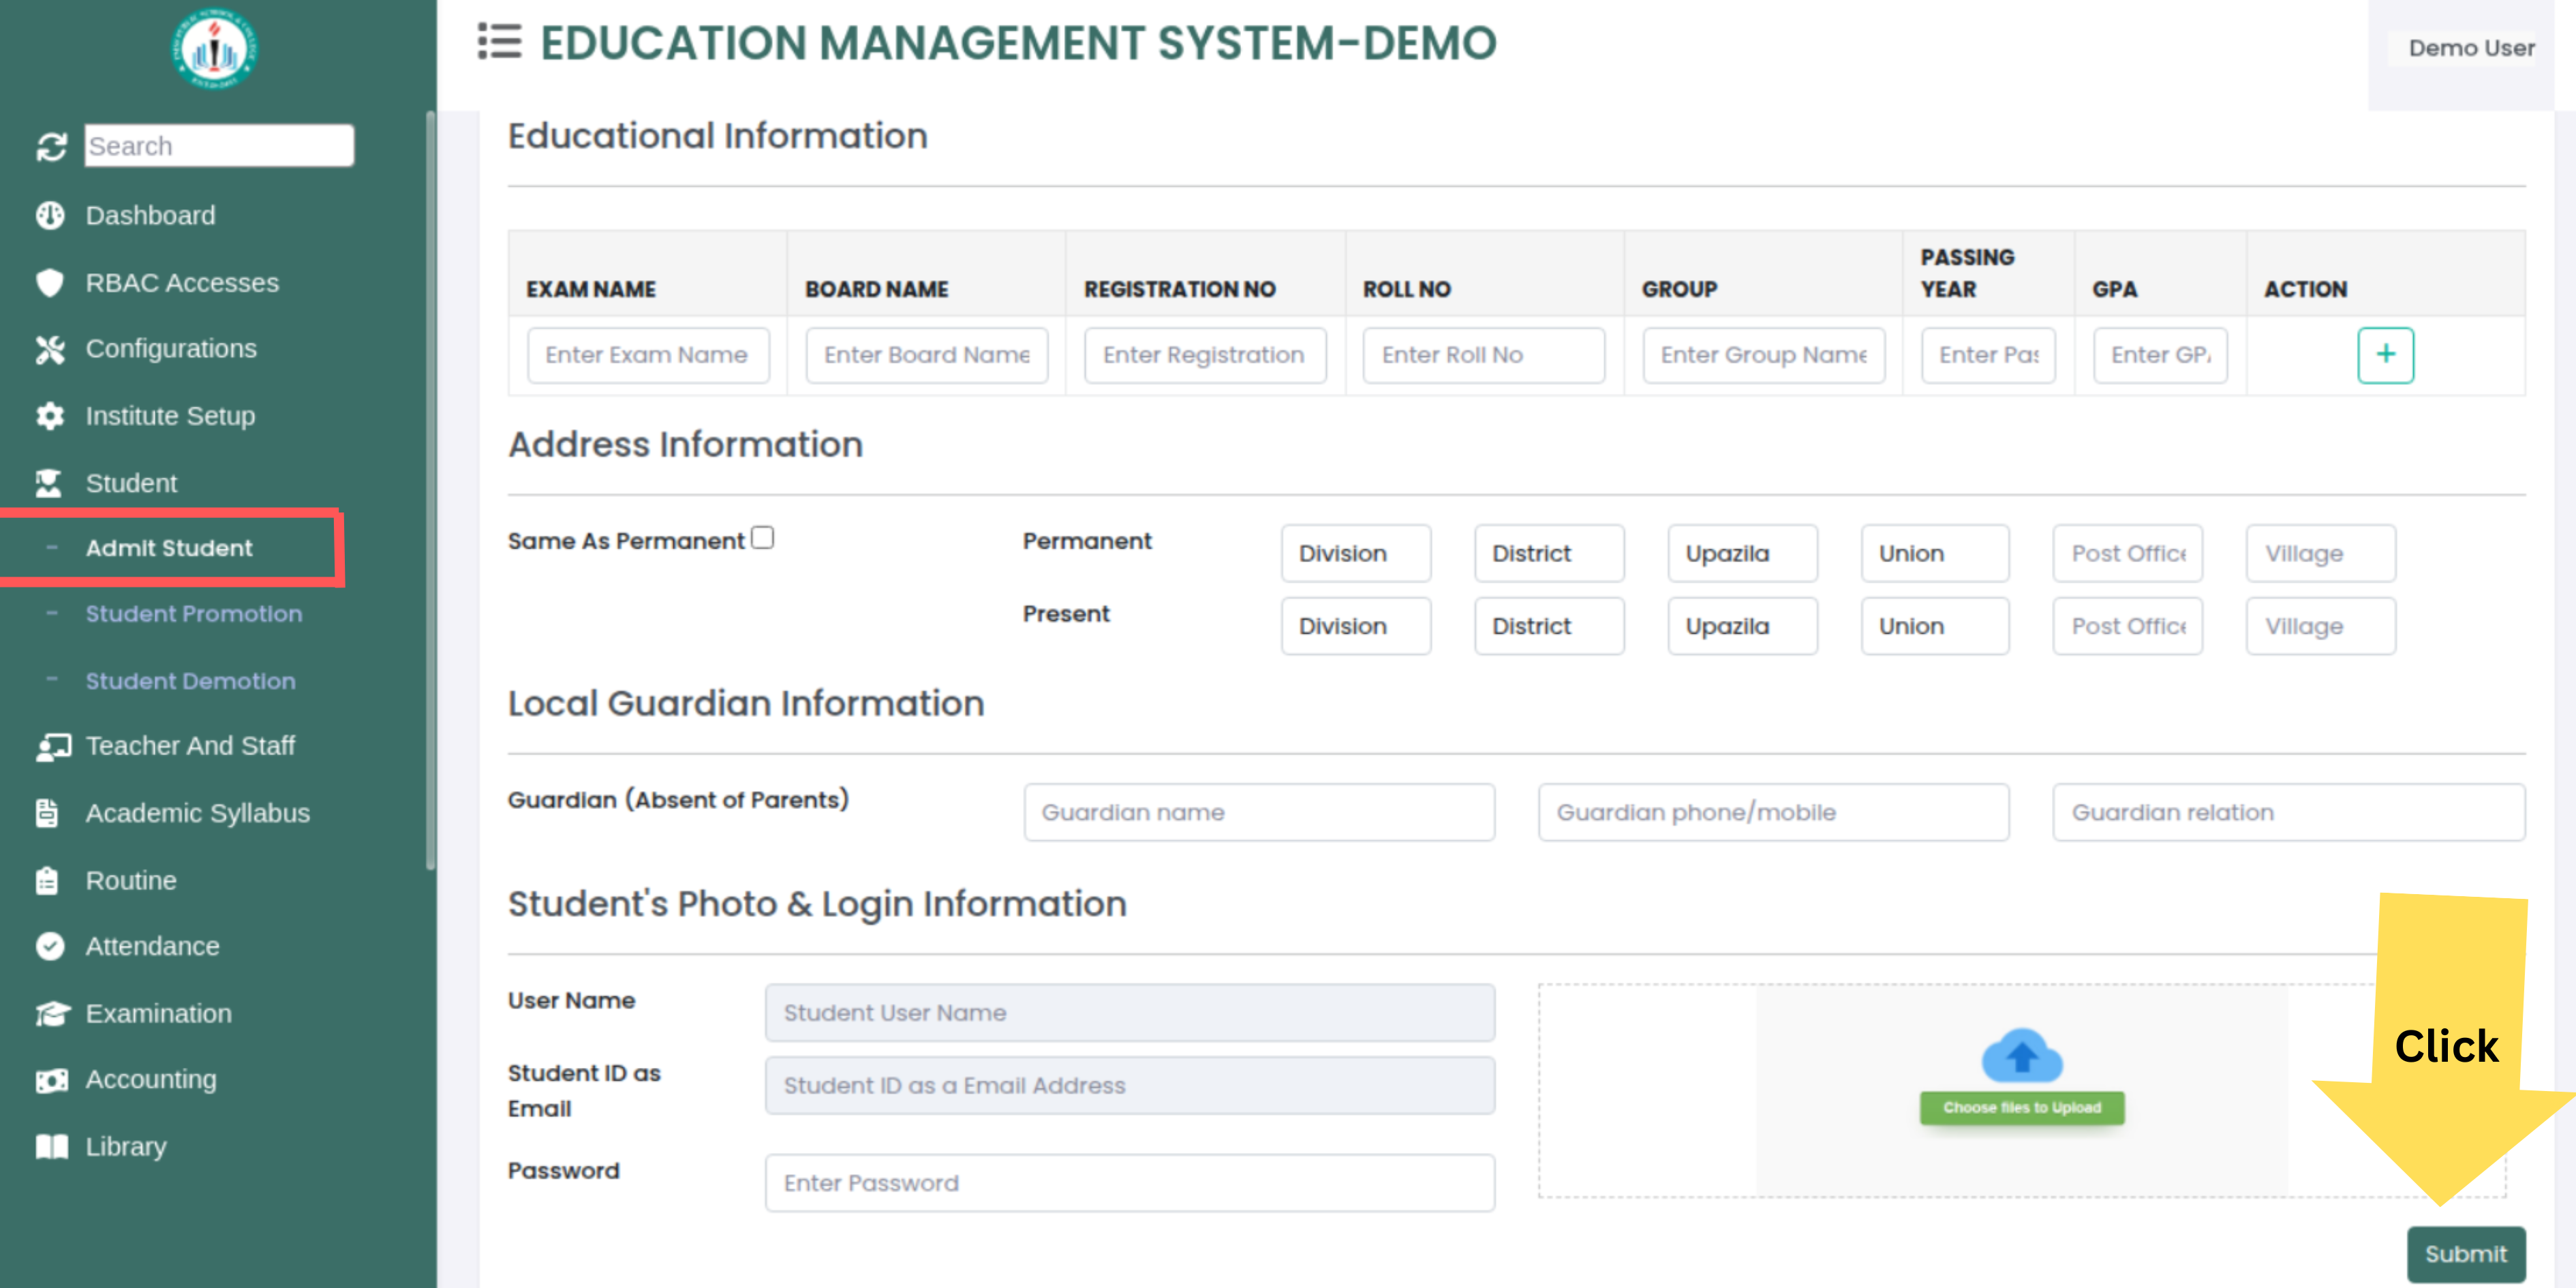 EDUCATION MANAGEMENT SYSTEM-DEMO
Demo User
Search
Dashboard
RBAC Accesses
Configurations
Institute Setup
Student
- Admit Student
- Student Promotion
- Student Demotion
Teacher And Staff
Academic Syllabus
Routine
Attendance
Examination
Accounting
Library
Educational Information
EXAM NAME BOARD NAME REGISTRATION NO ROLL NO GROUP PASSING YEAR GPA ACTION
Enter Exam Name Enter Board Name Enter Registration Enter Roll No Enter Group Name Enter Pas Enter GP +
Address Information
Same As Permanent Permanent Division District Upazila Union Post Office Village
Present Division District Upazila Union Post Office Village
Local Guardian Information
Guardian (Absent of Parents) Guardian name Guardian phone/mobile Guardian relation
Student's Photo & Login Information
User Name Student User Name
Student ID as
Email
Student ID as a Email Address
Password Enter Password
Choose files to Upload
Click
Submit